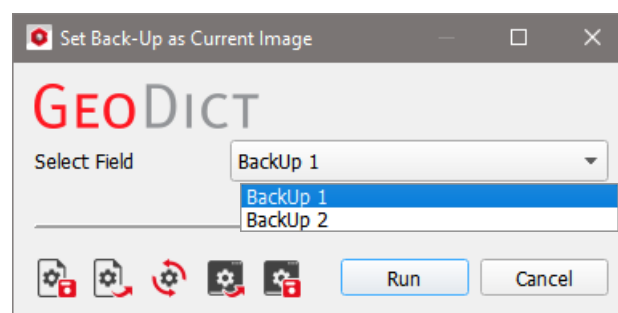 Set Back-Up as Current Image
GEODICT
Select Field BackUp 1
BackUp 1
BackUp 2
Run Cancel